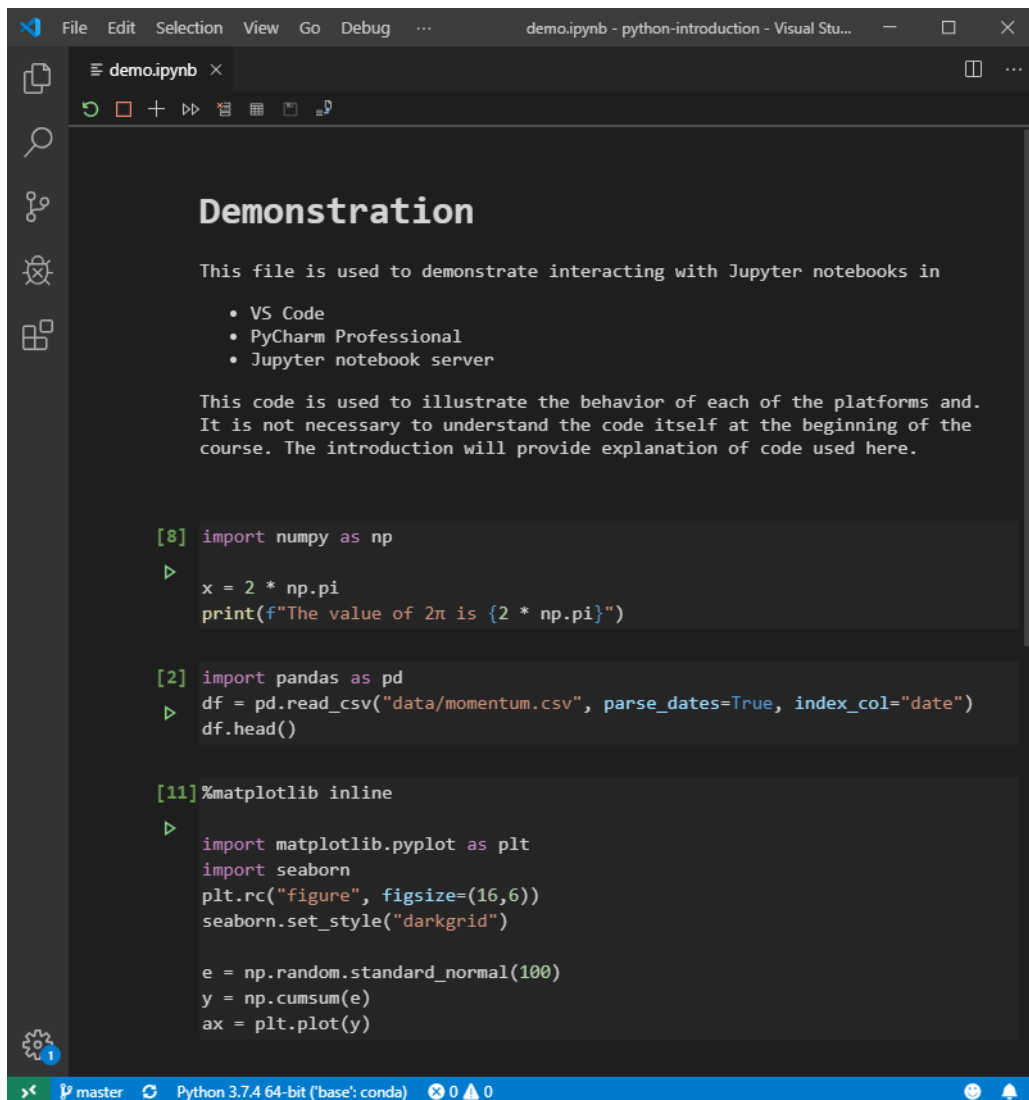 File Edit Selection View Go Debug ··· demo.ipynb - python-introduction - Visual Stu...
demo.ipynb
Demonstration
This file is used to demonstrate interacting with Jupyter notebooks in
• VS Code
• PyCharm Professional
• Jupyter notebook server
This code is used to illustrate the behavior of each of the platforms and.
It is not necessary to understand the code itself at the beginning of the
course. The introduction will provide explanation of code used here.
[8] import numpy as np
x = 2 * np.pi
print(f"The value of 2π is {2 * np.pi}")
[2] import pandas as pd
df = pd.read_csv("data/momentum.csv", parse_dates=True, index_col="date")
df.head()
[11] %matplotlib inline
import matplotlib.pyplot as plt
import seaborn
plt.rc("figure", figsize=(16,6))
seaborn.set_style("darkgrid")
e = np.random.standard_normal(100)
y = np.cumsum(e)
ax = plt.plot(y)
1
master Python 3.7.4 64-bit ('base': conda) 0 0